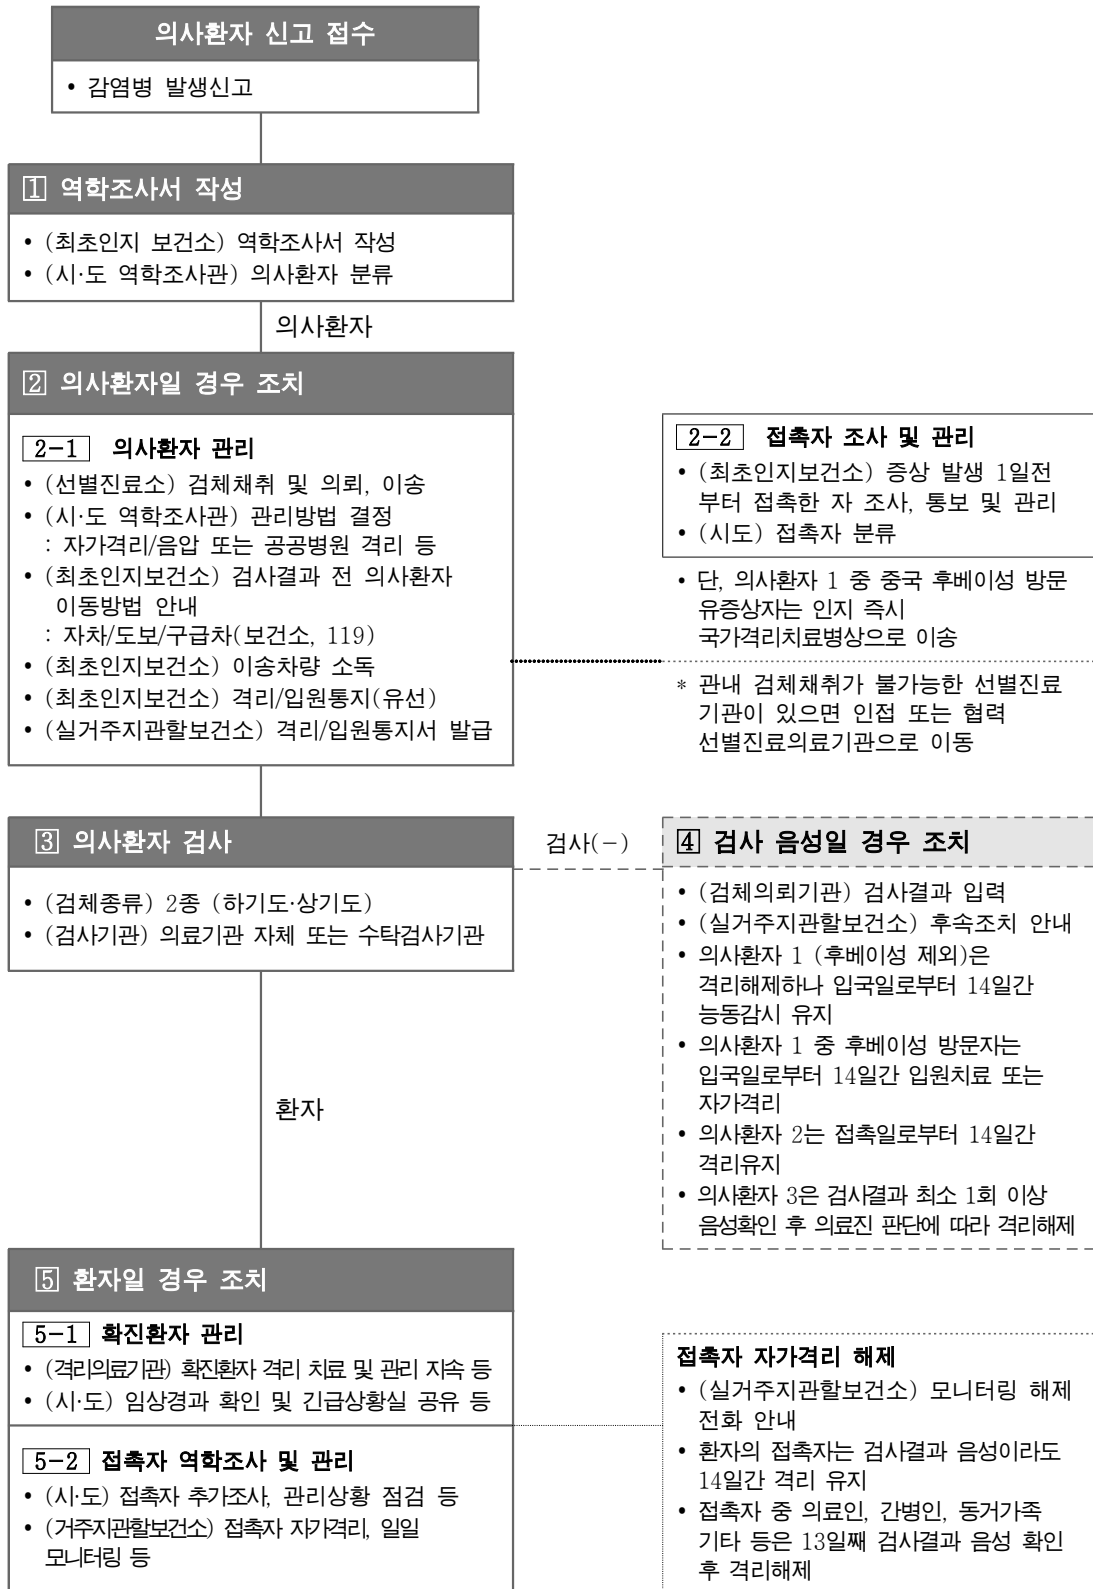 의사환자 신고 접수
• 감염병 발생신고
1 역학조사서 작성
• (최초인지 보건소) 역학조사서 작성
• (시·도 역학조사관) 의사환자 분류
의사환자
2 의사환자일 경우 조치
2-1 의사환자 관리
• (선별진료소) 검체채취 및 의뢰, 이송
• (시·도 역학조사관) 관리방법 결정
: 자가격리/음압 또는 공공병원 격리 등
• (최초인지보건소) 검사결과 전 의사환자
이동방법 안내
: 자차/도보/구급차(보건소, 119)
• (최초인지보건소) 이송차량 소독
• (최초인지보건소) 격리/입원통지(유선)
• (실거주지관할보건소) 격리/입원통지서 발급
2-2 접촉자 조사 및 관리
• (최초인지보건소) 증상 발생 1일전
부터 접촉한 자 조사, 통보 및 관리
• (시도) 접촉자 분류
• 단, 의사환자 1 중 중국 후베이성 방문
유증상자는 인지 즉시
국가격리치료병상으로 이송
* 관내 검체채취가 불가능한 선별진료
기관이 있으면 인접 또는 협력
선별진료의료기관으로 이동
3 의사환자 검사
• (검체종류) 2종 (하기도·상기도)
• (검사기관) 의료기관 자체 또는 수탁검사기관
검사(-)
4 검사 음성일 경우 조치
• (검체의뢰기관) 검사결과 입력
• (실거주지관할보건소) 후속조치 안내
• 의사환자 1 (후베이성 제외)은
격리해제하나 입국일로부터 14일간
능동감시 유지
• 의사환자 1 중 후베이성 방문자는
입국일로부터 14일간 입원치료 또는
자가격리
• 의사환자 2는 접촉일로부터 14일간
격리유지
• 의사환자 3은 검사결과 최소 1회 이상
음성확인 후 의료진 판단에 따라 격리해제
환자
5 환자일 경우 조치
5-1 확진환자 관리
• (격리의료기관) 확진환자 격리 치료 및 관리 지속 등
• (시·도) 임상경과 확인 및 긴급상황실 공유 등
5-2 접촉자 역학조사 및 관리
• (시·도) 접촉자 추가조사, 관리상황 점검 등
• (거주지관할보건소) 접촉자 자가격리, 일일
모니터링 등
접촉자 자가격리 해제
• (실거주지관할보건소) 모니터링 해제
전화 안내
• 환자의 접촉자는 검사결과 음성이라도
14일간 격리 유지
• 접촉자 중 의료인, 간병인, 동거가족
기타 등은 13일째 검사결과 음성 확인
후 격리해제